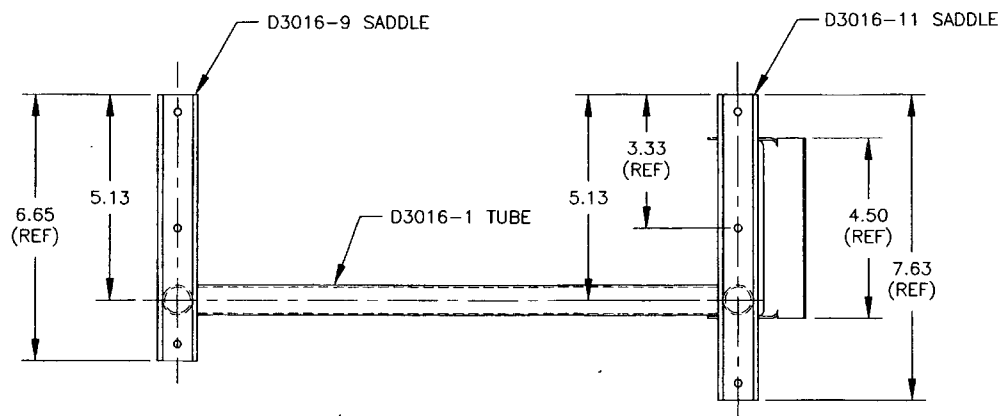 D3016-9 SADDLE
D3016-11 SADDLE
6.65
(REF)
5.13
D3016-1 TUBE
5.13
3.33
(REF)
4.50
(REF)
7.63
(REF)